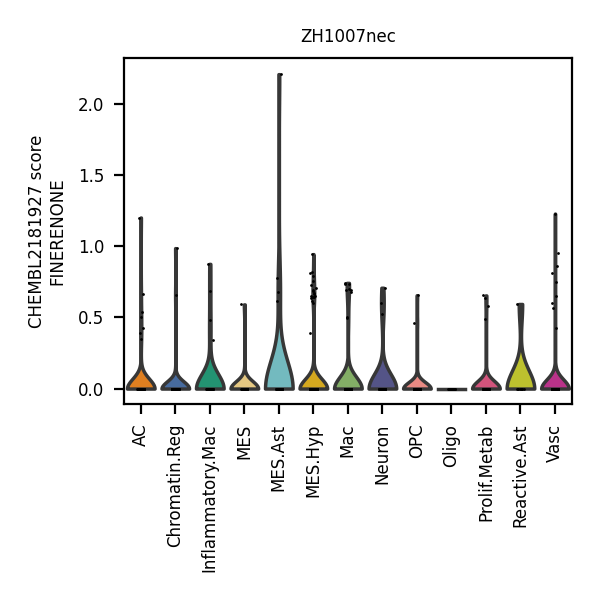 ZH1007nec
CHEMBL2181927 score
FINERENONE
2.0
1.5
1.0
0.5
0.0
AC
Chromatin.Reg
Inflammatory.Mac
MES
MES.Ast
MES.Hyp
Mac
Neuron
OPC
Oligo
Prolif.Metab
Reactive.Ast
Vasc